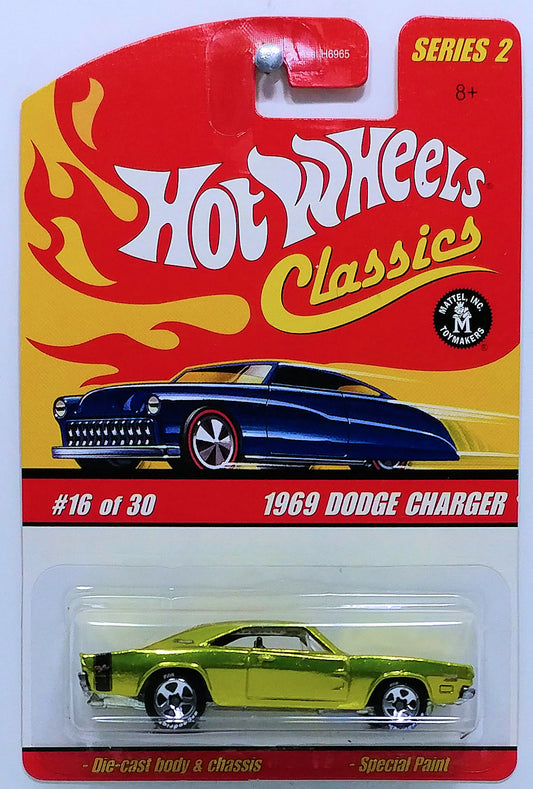 H6965
SERIES 2
8+
HOT WHEELS®
Classics
MATTEL, INC.
M
TOYMAKERS
®
#16 of 30
1969 DODGE CHARGER
- Die-cast body & chassis
- Special Paint